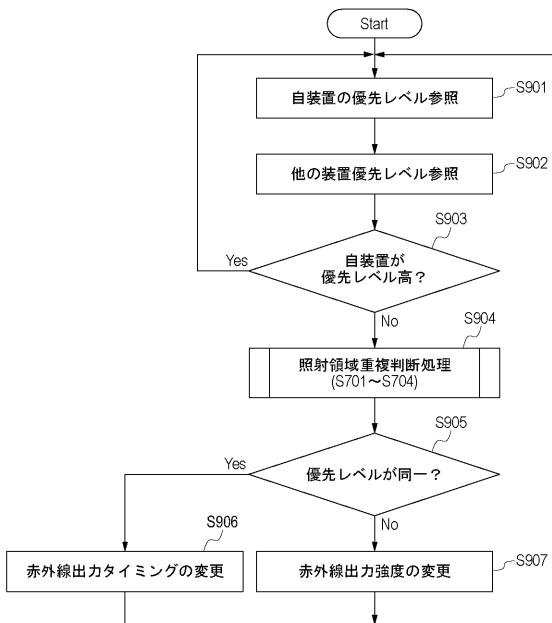 Start
自装置の優先レベル参照
S901
他の装置優先レベル参照
S902
S903
自装置が
優先レベル高？
Yes
No
S904
照射領域重複判断処理
(S701～S704)
S905
優先レベルが同一？
Yes
No
S906
赤外線出力タイミングの変更
赤外線出力強度の変更
S907